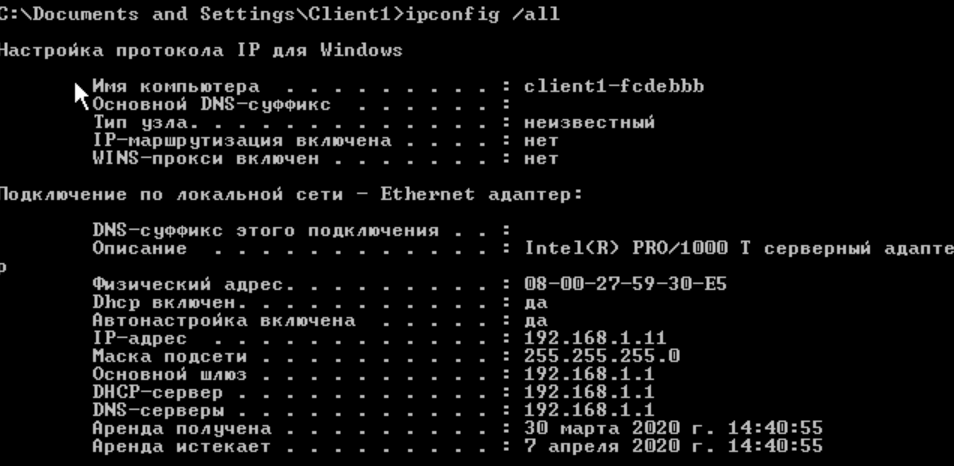 C:\Documents and Settings\Client1>ipconfig /all
Настройка протокола IP для Windows
Имя компьютера . . . . . . . . . : client1-fcdebbb
Основной DNS-суффикс . . . . . . :
Тип узла. . . . . . . . . . . . . : неизвестный
IP-маршрутизация включена . . . . : нет
WINS-прокси включен . . . . . . . : нет
Подключение по локальной сети - Ethernet адаптер:
DNS-суффикс этого подключения . . :
Описание . . . . . . . . . . . . : Intel(R) PRO/1000 T серверный адапте
р
Физический адрес. . . . . . . . . : 08-00-27-59-30-E5
Dhcp включен. . . . . . . . . . . : да
Автонастройка включена . . . . . : да
IP-адрес . . . . . . . . . . . . : 192.168.1.11
Маска подсети . . . . . . . . . . : 255.255.255.0
Основной шлюз . . . . . . . . . . : 192.168.1.1
DHCP-сервер . . . . . . . . . . . : 192.168.1.1
DNS-серверы . . . . . . . . . . . : 192.168.1.1
Аренда получена . . . . . . . . . : 30 марта 2020 г. 14:40:55
Аренда истекает . . . . . . . . . : 7 апреля 2020 г. 14:40:55